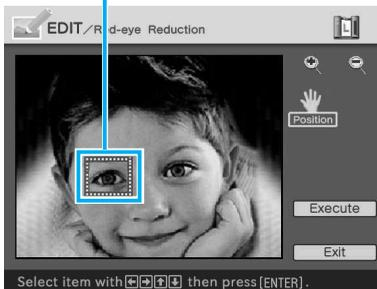 EDIT/Red-eye Reduction
L
Position
Execute
Exit
Select item with ←→↑↓ then press [ENTER].